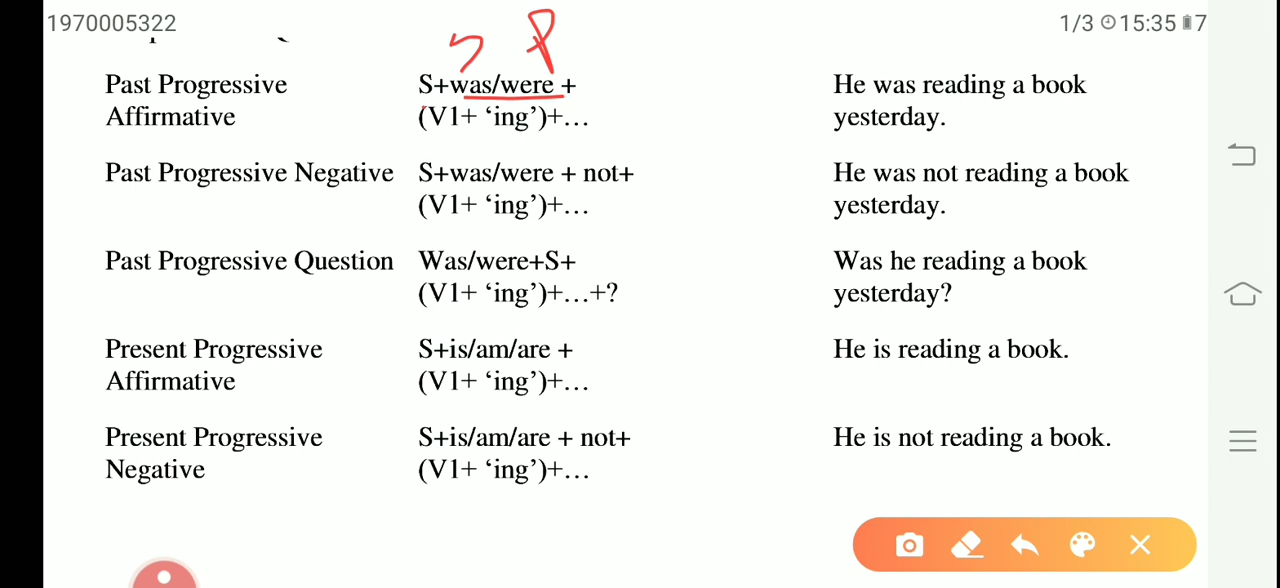 1970005322
1/3 15:35 7
S P
Past Progressive S+was/were + He was reading a book
Affirmative (V1+ ‘ing’)+… yesterday.
Past Progressive Negative S+was/were + not+ He was not reading a book
(V1+ ‘ing’)+… yesterday.
Past Progressive Question Was/were+S+ Was he reading a book
(V1+ ‘ing’)+…+? yesterday?
Present Progressive S+is/am/are + He is reading a book.
Affirmative (V1+ ‘ing’)+…
Present Progressive S+is/am/are + not+ He is not reading a book.
Negative (V1+ ‘ing’)+…